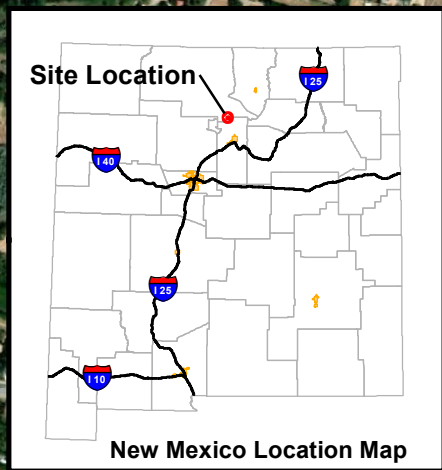 Site Location
I 25
I 40
I 25
I 10
New Mexico Location Map